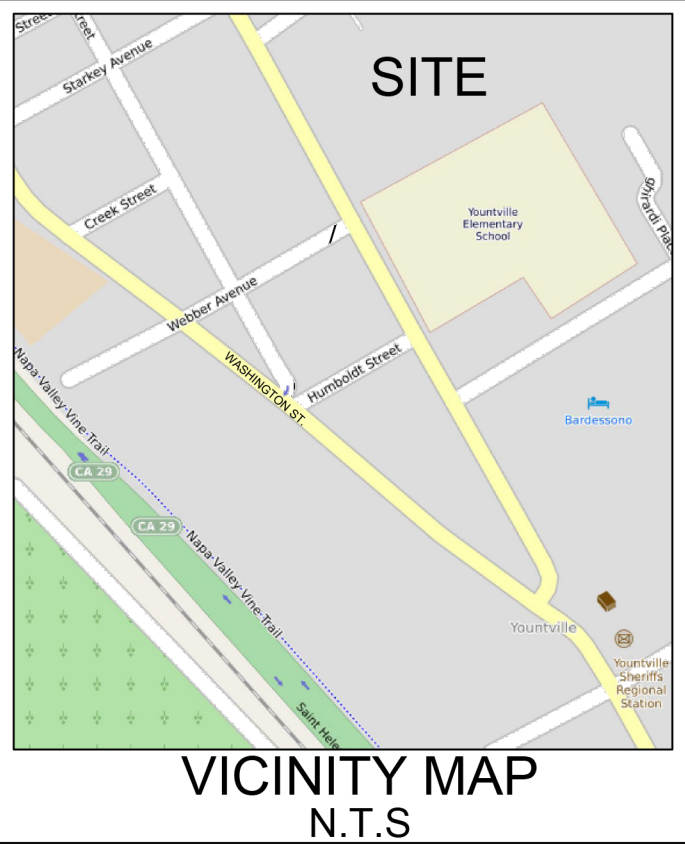 Street
reet
Starkey Avenue
SITE
Creek Street
Yountville
Elementary
School
ghirardi Plac
Webber Avenue
WASHINGTON ST.
Humboldt Street
Napa Valley Vine Trail
Bardessono
CA 29
CA 29
Napa Valley Vine Trail
Yountville
Yountville
Sheriffs
Regional
Station
Saint Hele
VICINITY MAP
N.T.S